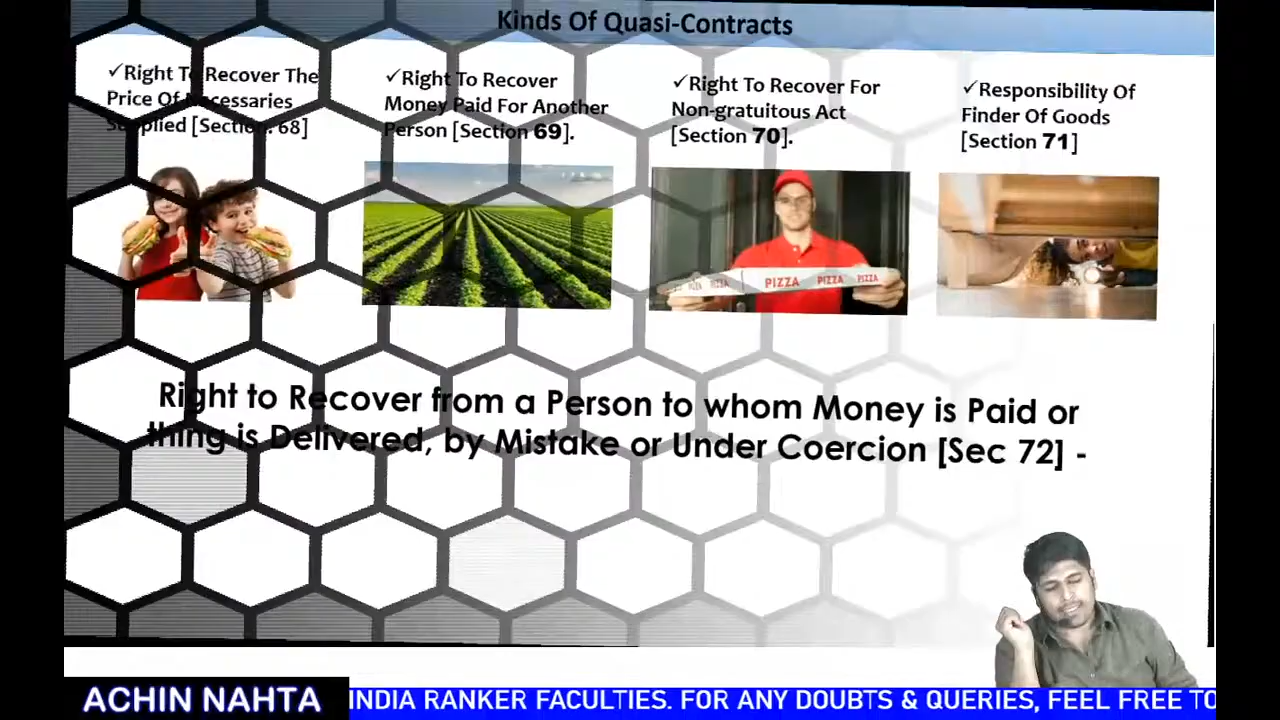 Kinds Of Quasi-Contracts
✓Right To Recover The
Price Of Necessaries
Supplied [Section 68]
✓Right To Recover
Money Paid For Another
Person [Section 69].
✓Right To Recover For
Non-gratuitous Act
[Section 70].
✓Responsibility Of
Finder Of Goods
[Section 71]
PIZZA PIZZA PIZZA PIZZA PIZZA
Right to Recover from a Person to whom Money is Paid or
thing is Delivered, by Mistake or Under Coercion [Sec 72] -
ACHIN NAHTA
INDIA RANKER FACULTIES. FOR ANY DOUBTS & QUERIES, FEEL FREE TO